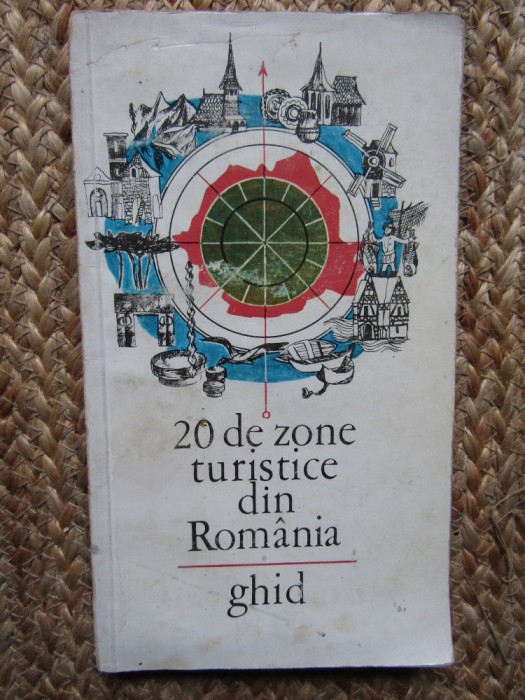 20 de zone
turistice
din
România
ghid